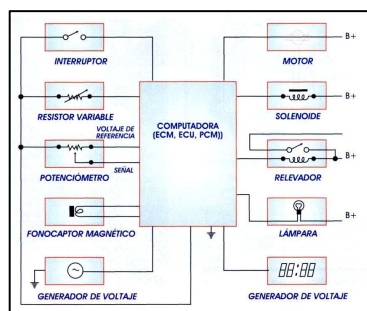 INTERRUPTOR
RESISTOR VARIABLE
VOLTAJE DE
REFERENCIA
POTENCIÓMETRO
SEÑAL
FONOCAPTOR MAGNÉTICO
GENERADOR DE VOLTAJE
COMPUTADORA
(ECM, ECU, PCM))
MOTOR
B+
SOLENOIDE
B+
RELEVADOR
B+
LÁMPARA
B+
88:88
GENERADOR DE VOLTAJE